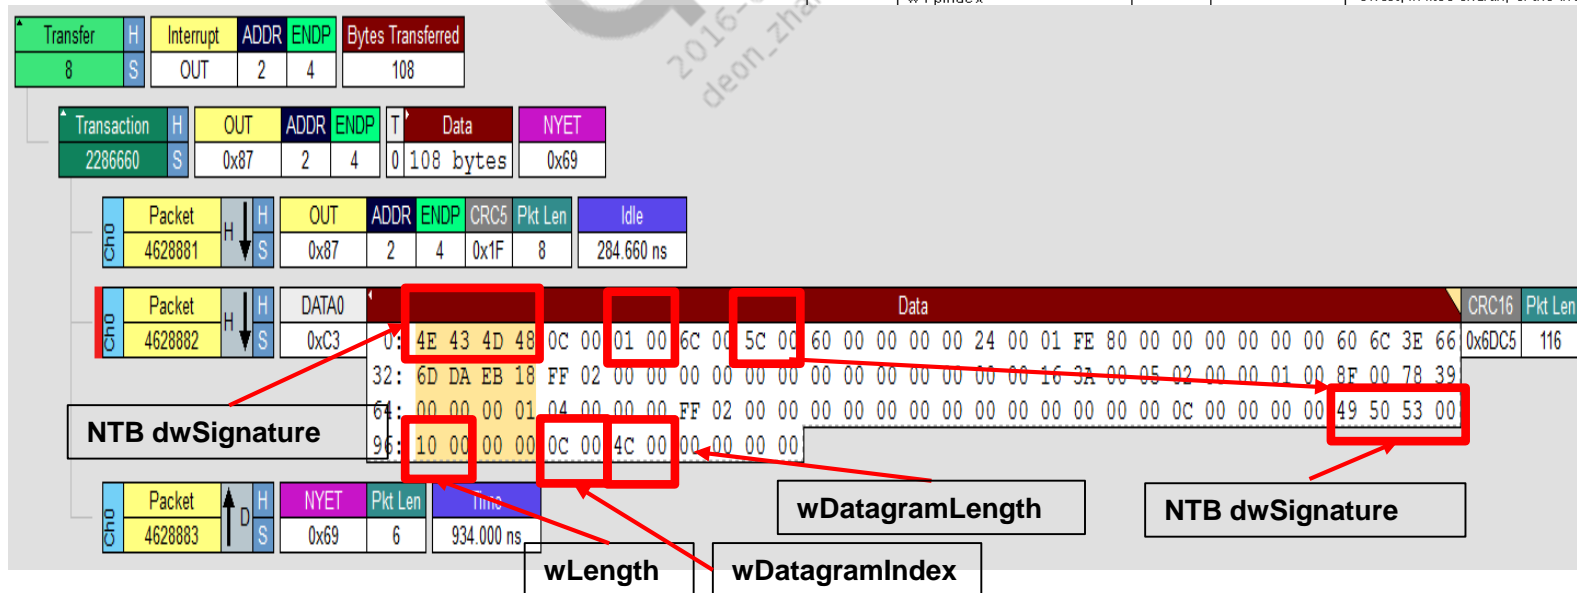 Transfer H Interrupt ADDR ENDP Bytes Transferred
8 S OUT 2 4 108
Transaction H OUT ADDR ENDP T Data NYET
2286660 S 0x87 2 4 0 108 bytes 0x69
Ch0 Packet H H OUT ADDR ENDP CRC5 Pkt Len Idle
4628881 S 0x87 2 4 0x1F 8 284.660 ns
Ch0 Packet H H DATA0 Data CRC16 Pkt Len
4628882 S 0xC3 0: 4E 43 4D 48 0C 00 01 00 6C 00 5C 00 60 00 00 00 00 24 00 01 FE 80 00 00 00 00 00 00 60 6C 3E 66 0x6DC5 116
32: 6D DA EB 18 FF 02 00 00 00 00 00 00 00 00 00 00 00 00 00 16 3A 00 05 02 00 00 01 00 8F 00 78 39
64: 00 00 00 01 04 00 00 00 FF 02 00 00 00 00 00 00 00 00 00 00 00 00 00 0C 00 00 00 00 49 50 53 00
96: 10 00 00 00 0C 00 4C 00 00 00 00 00
NTB dwSignature
Ch0 Packet D H NYET Pkt Len Time
4628883 S 0x69 6 934.000 ns
wDatagramLength
NTB dwSignature
wLength
wDatagramIndex